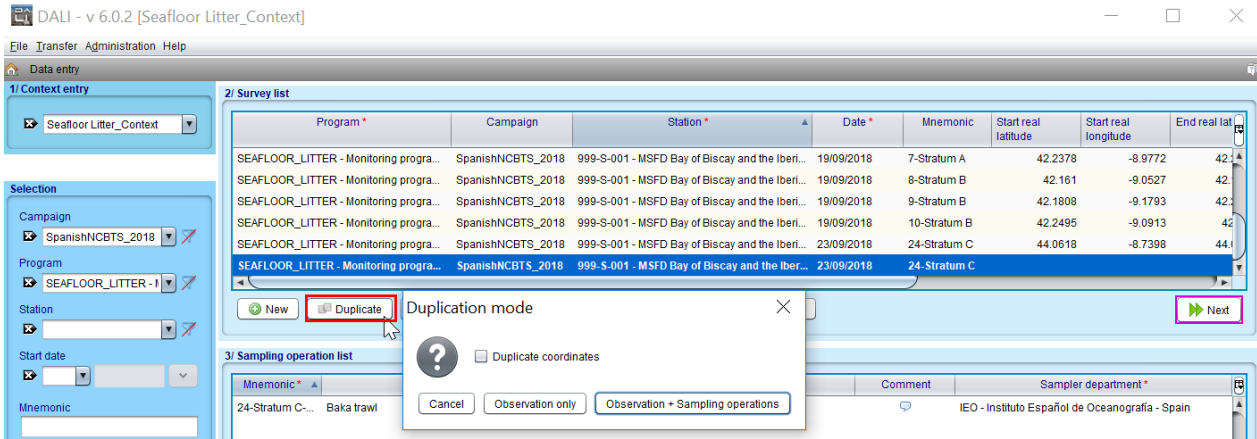 DALI - v 6.0.2 [Seafloor Litter_Context]
File Transfer Administration Help
Data entry
1/ Context entry
Seafloor Litter_Context
Selection
Campaign
SpanishNCBTS_2018
Program
SEAFLOOR_LITTER - M
Station
Start date
Mnemonic
2/ Survey list
Program * Campaign Station * Date * Mnemonic Start real latitude Start real longitude End real lat
SEAFLOOR_LITTER - Monitoring progra... SpanishNCBTS_2018 999-S-001 - MSFD Bay of Biscay and the Iberi... 19/09/2018 7-Stratum A 42.2378 -8.9772 42.
SEAFLOOR_LITTER - Monitoring progra... SpanishNCBTS_2018 999-S-001 - MSFD Bay of Biscay and the Iberi... 19/09/2018 8-Stratum B 42.161 -9.0527 42.
SEAFLOOR_LITTER - Monitoring progra... SpanishNCBTS_2018 999-S-001 - MSFD Bay of Biscay and the Iberi... 19/09/2018 9-Stratum B 42.1808 -9.1793 42.
SEAFLOOR_LITTER - Monitoring progra... SpanishNCBTS_2018 999-S-001 - MSFD Bay of Biscay and the Iberi... 19/09/2018 10-Stratum B 42.2495 -9.0913 42
SEAFLOOR_LITTER - Monitoring progra... SpanishNCBTS_2018 999-S-001 - MSFD Bay of Biscay and the Iberi... 23/09/2018 24-Stratum C 44.0618 -8.7398 44.
SEAFLOOR_LITTER - Monitoring progra... SpanishNCBTS_2018 999-S-001 - MSFD Bay of Biscay and the Iber... 23/09/2018 24-Stratum C
New Duplicate Next
Duplication mode
Duplicate coordinates
Cancel Observation only Observation + Sampling operations
3/ Sampling operation list
Mnemonic * Comment Sampler department *
24-Stratum C-... Baka trawl IEO - Instituto Español de Oceanografía - Spain